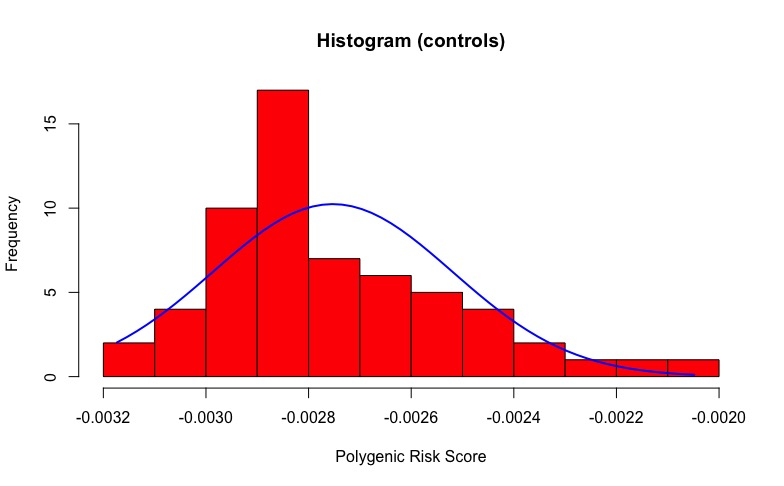 Histogram (controls)
15
10
5
0
Frequency
-0.0032 -0.0030 -0.0028 -0.0026 -0.0024 -0.0022 -0.0020
Polygenic Risk Score